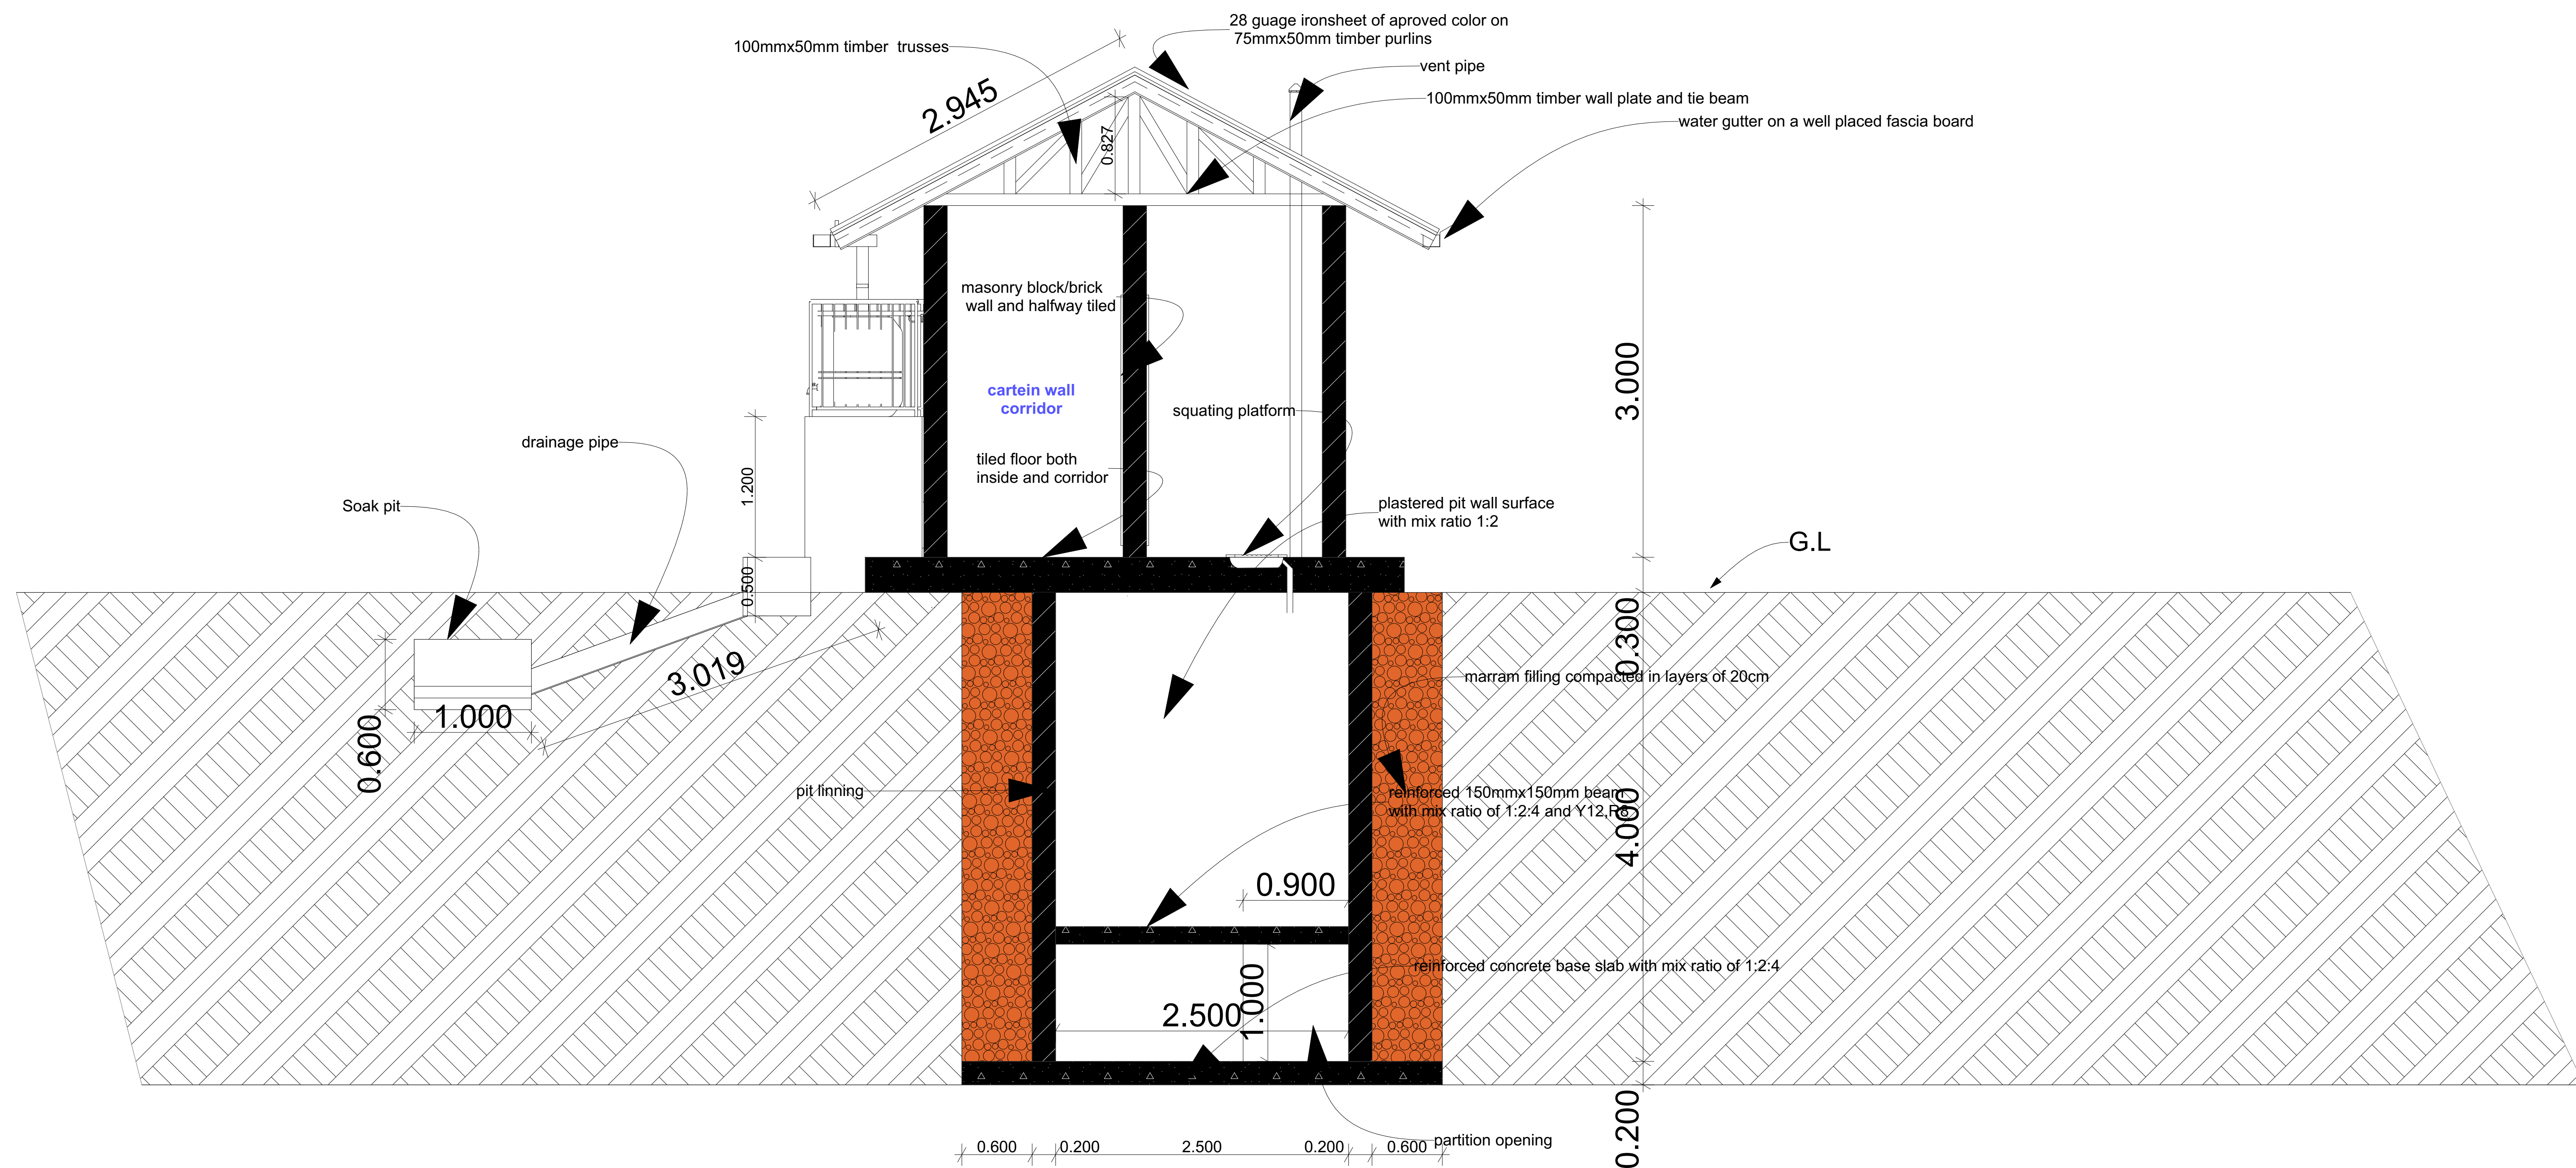 28 guage ironsheet of aproved color on
75mmx50mm timber purlins
100mmx50mm timber  trusses
vent pipe
2.945
100mmx50mm timber wall plate and tie beam
water gutter on a well placed fascia board
0.827
masonry block/brick
wall and halfway tiled
3.000
cartein wall
corridor
squating platform
drainage pipe
tiled floor both
inside and corridor
1.200
Soak pit
plastered pit wall surface
with mix ratio 1:2
G.L
0.500
0.300
3.019
marram filling compacted in layers of 20cm
1.000
0.600
pit linning
reinforced 150mmx150mm beam
with mix ratio of 1:2:4 and Y12,R8
4.000
0.900
reinforced concrete base slab with mix ratio of 1:2:4
1.000
2.500
0.200
partition opening
0.600
0.200
2.500
0.200
0.600